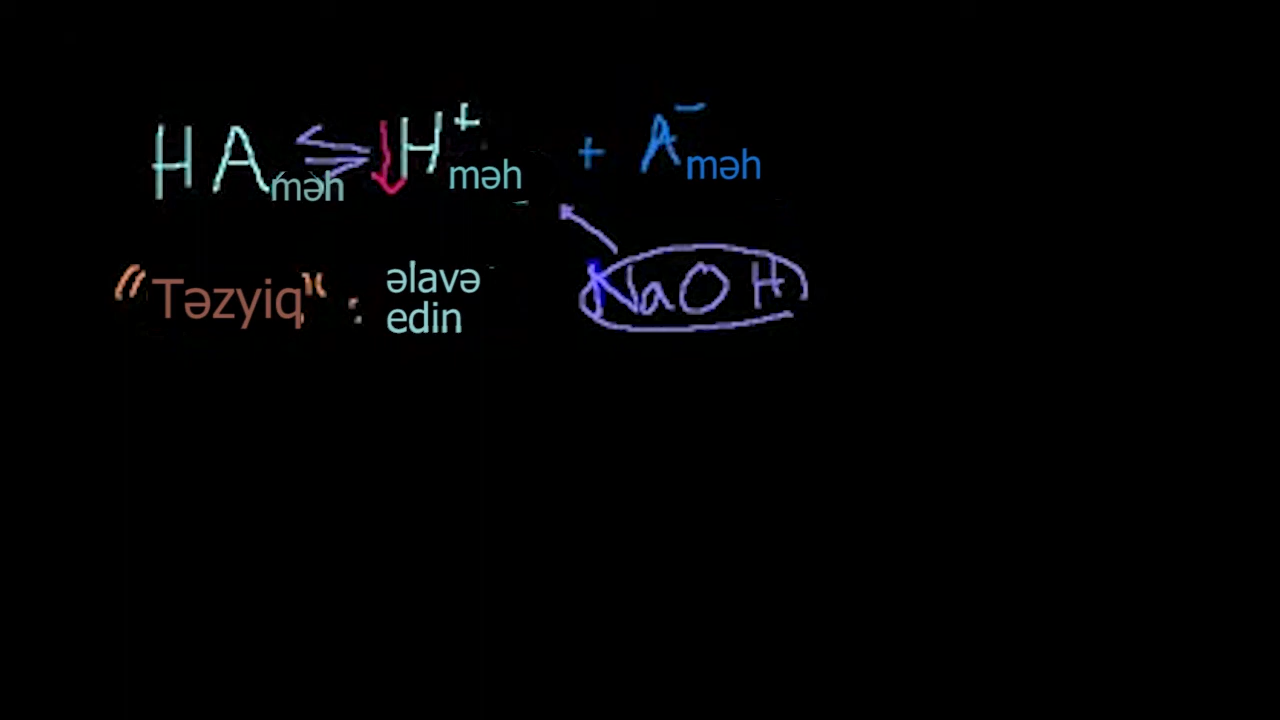 HA məh ⇌ ↓ H⁺ məh + A⁻ məh
"Təzyiq" : əlavə edin NaOH